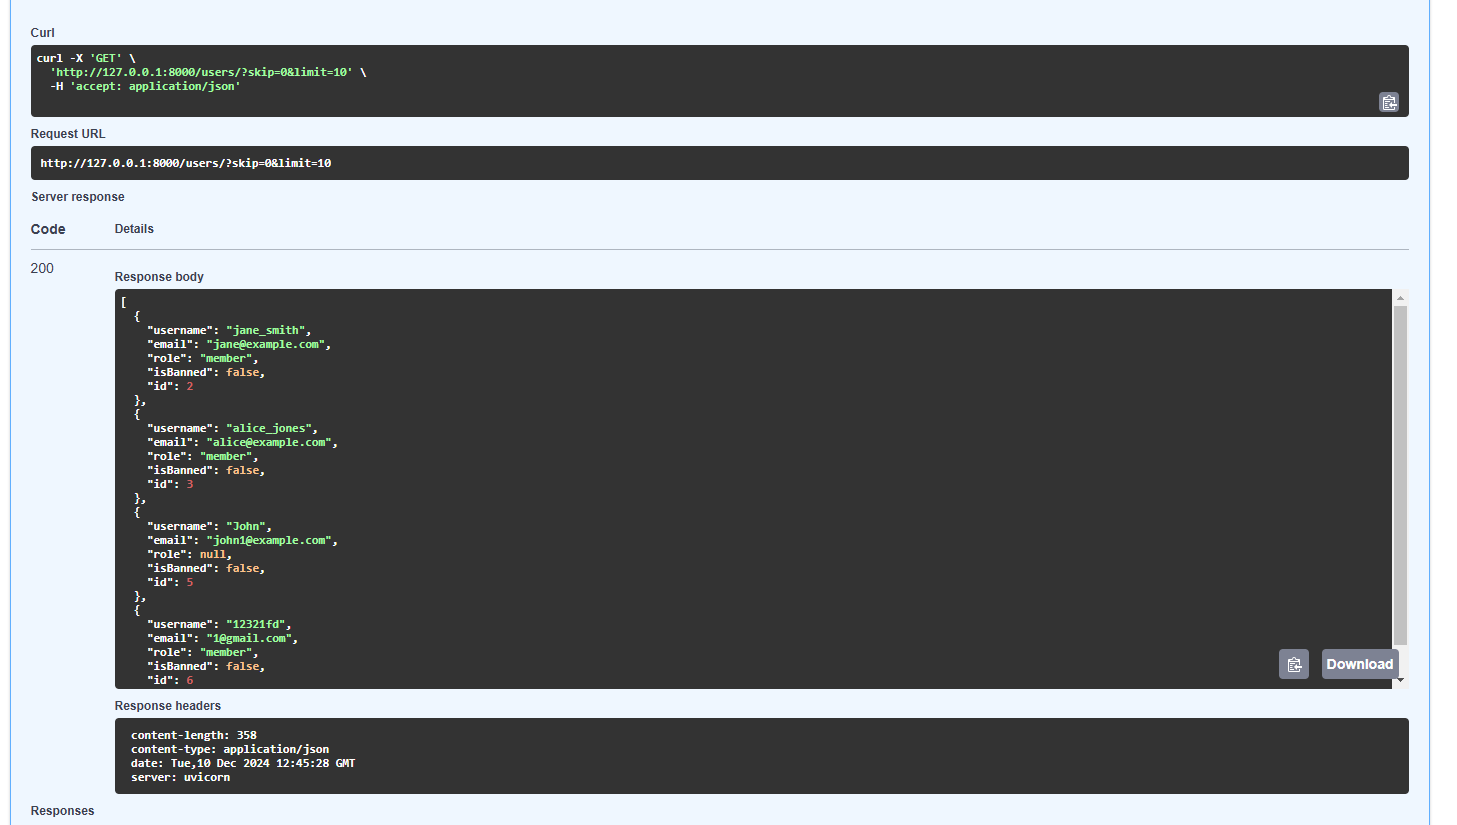 Curl
curl -X 'GET' \
'http://127.0.0.1:8000/users/?skip=0&limit=10' \
-H 'accept: application/json'
Request URL
http://127.0.0.1:8000/users/?skip=0&limit=10
Server response
Code Details
200
Response body
[
{
"username": "jane_smith",
"email": "jane@example.com",
"role": "member",
"isBanned": false,
"id": 2
},
{
"username": "alice_jones",
"email": "alice@example.com",
"role": "member",
"isBanned": false,
"id": 3
},
{
"username": "John",
"email": "john1@example.com",
"role": null,
"isBanned": false,
"id": 5
},
{
"username": "12321fd",
"email": "1@gmail.com",
"role": "member",
"isBanned": false,
"id": 6
Download
Response headers
content-length: 358
content-type: application/json
date: Tue,10 Dec 2024 12:45:28 GMT
server: uvicorn
Responses